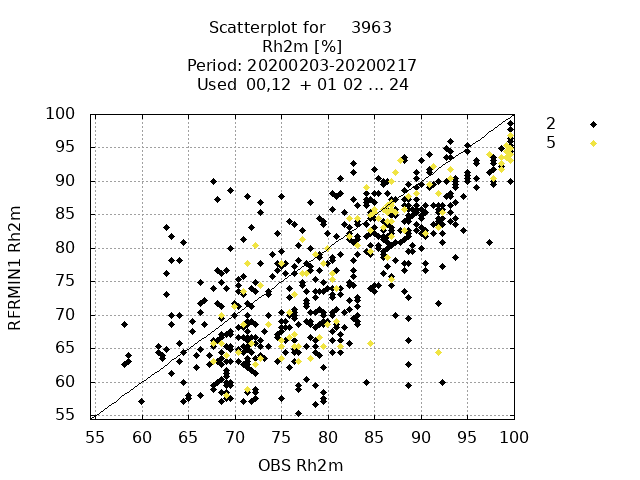 Scatterplot for 3963
Rh2m [%]
Period: 20200203-20200217
Used 00,12 + 01 02 ... 24
2
5
RFRMIN1 Rh2m
100
95
90
85
80
75
70
65
60
55
55 60 65 70 75 80 85 90 95 100
OBS Rh2m